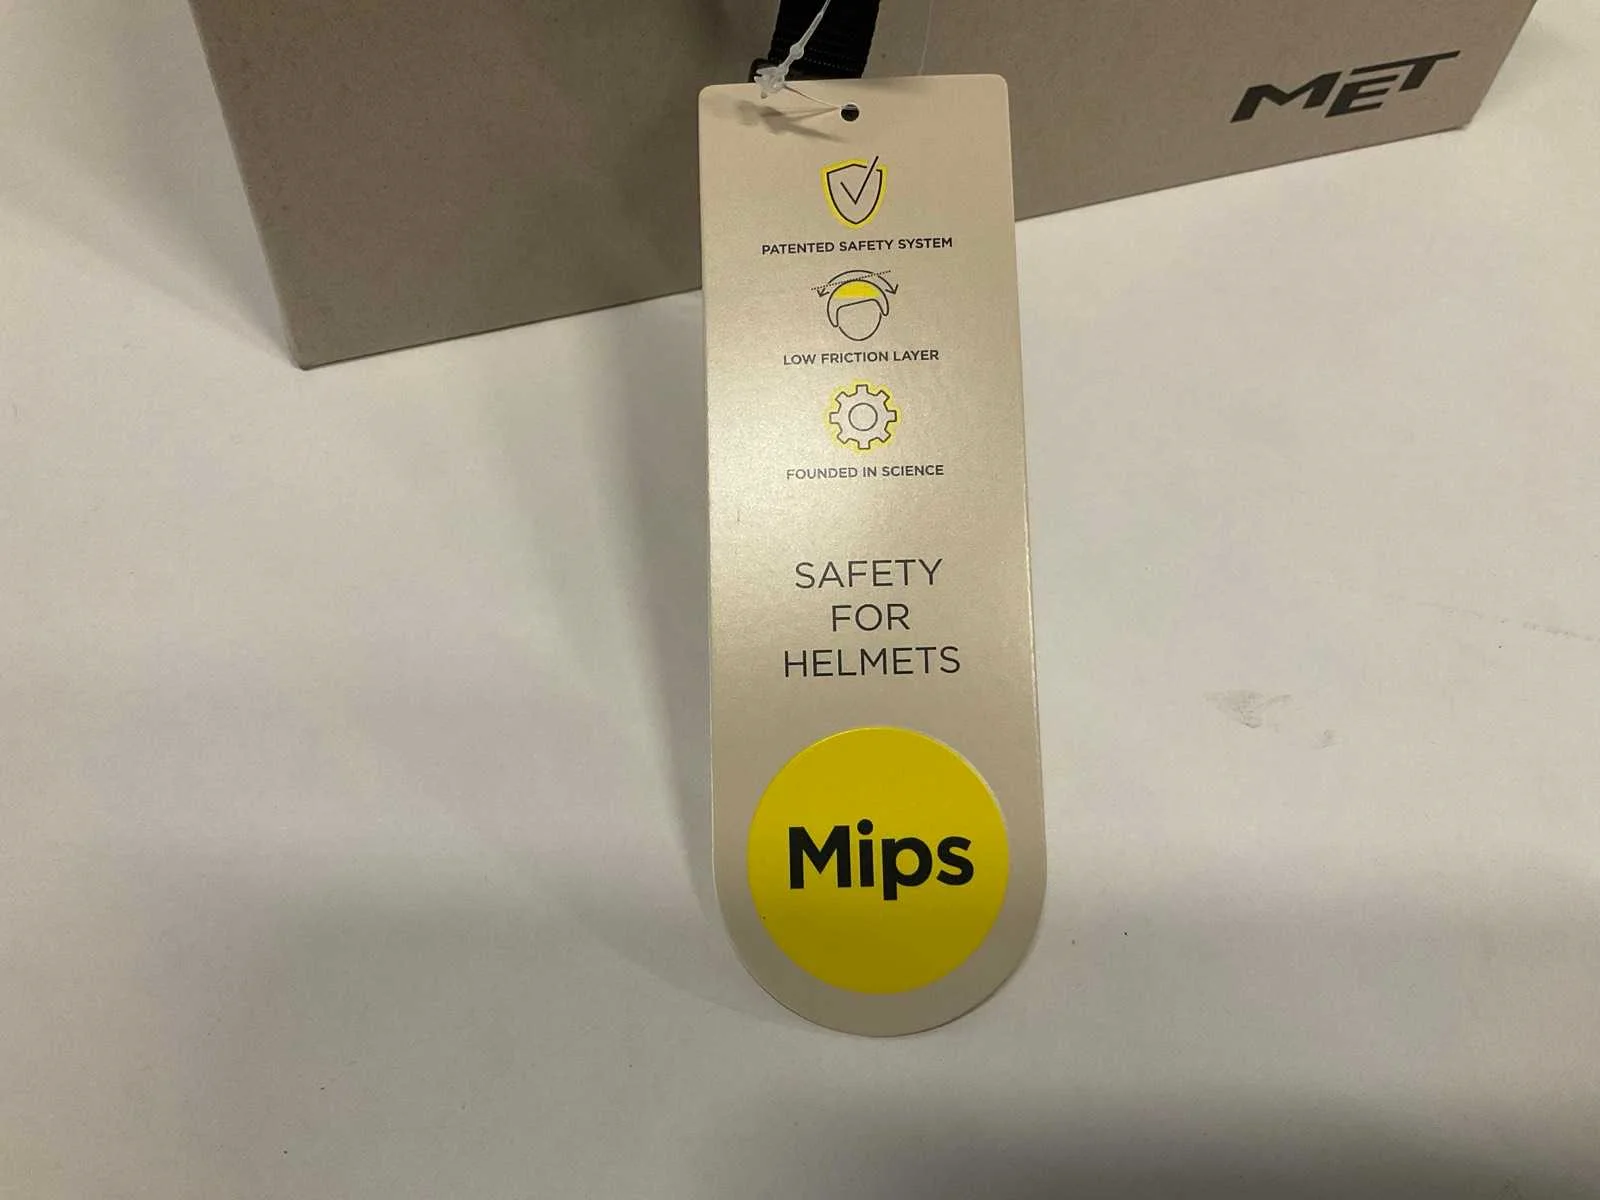 MET
PATENTED SAFETY SYSTEM
LOW FRICTION LAYER
FOUNDED IN SCIENCE
SAFETY
FOR
HELMETS
Mips